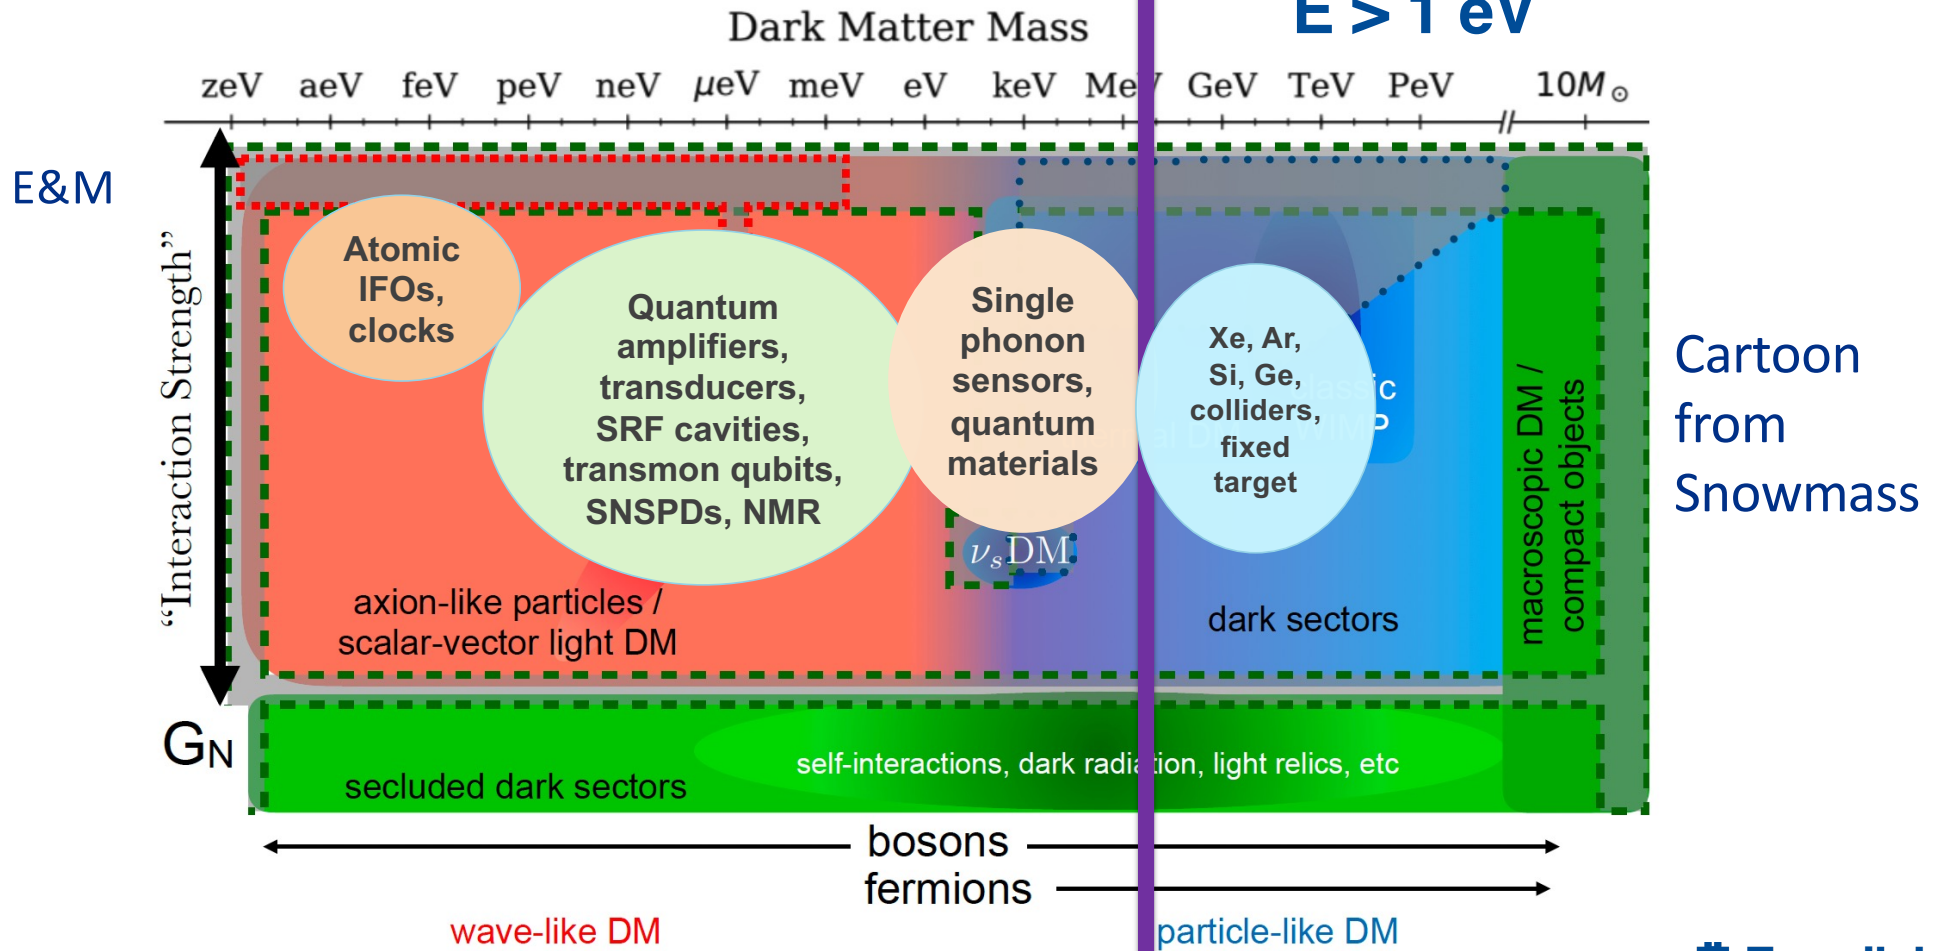 E > 1 eV
Dark Matter Mass
zeV aeV feV peV neV μeV meV eV keV MeV GeV TeV PeV 10M⊙
E&M
"Interaction Strength"
Atomic
IFOs,
clocks
Quantum
amplifiers,
transducers,
SRF cavities,
transmon qubits,
SNSPDs, NMR
Single
phonon
sensors,
quantum
materials
Xe, Ar,
Si, Ge,
colliders,
fixed
target
WIMP
νsDM
axion-like particles /
scalar-vector light DM
dark sectors
macroscopic DM /
compact objects
Cartoon
from
Snowmass
GN
secluded dark sectors
self-interactions, dark radiation, light relics, etc
bosons
fermions
wave-like DM
particle-like DM